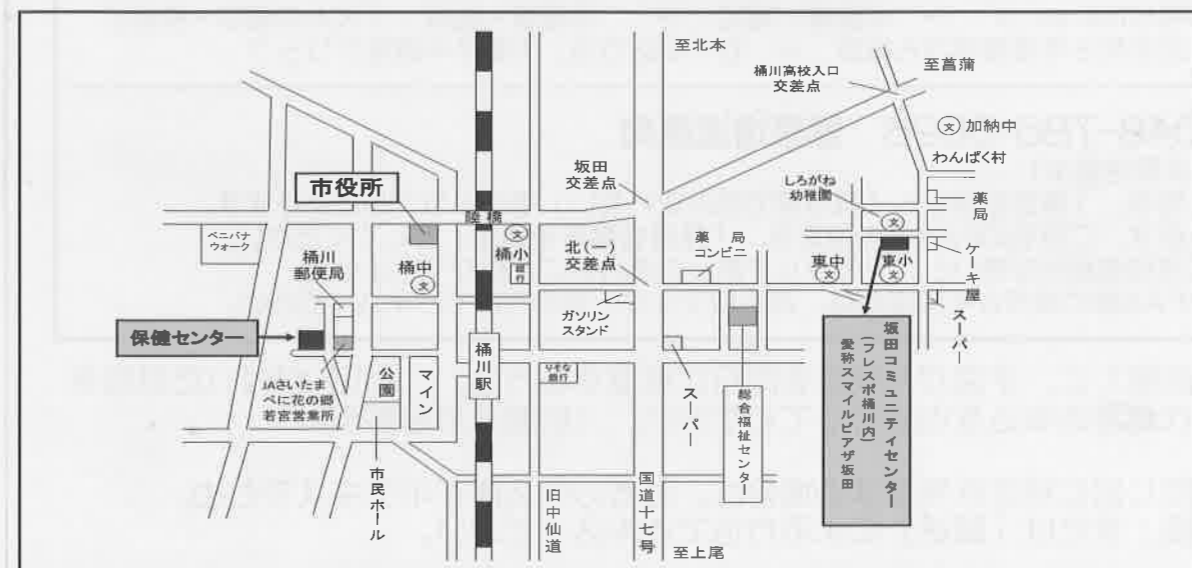 至北本
桶川高校入口
交差点
至菖蒲
文 加納中
わんぱく村
坂田
交差点
しろがね
幼稚園
文
薬局
市役所
陸橋
ベニバナ
ウォーク
桶川
郵便局
桶中
文
桶小
文
銀行
北(一)
交差点
薬局
コンビニ
東中
文
東小
文
ケーキ屋
スーパー
ガソリン
スタンド
保健センター
桶川駅
JAさいたま
べに花の郷
若宮営業所
公園
マイン
りそな
銀行
スーパー
総合福祉センター
坂田コミュニティセンター
(フレスポ桶川内)
愛称スマイルピアザ坂田
市民ホール
旧中仙道
国道十七号
至上尾